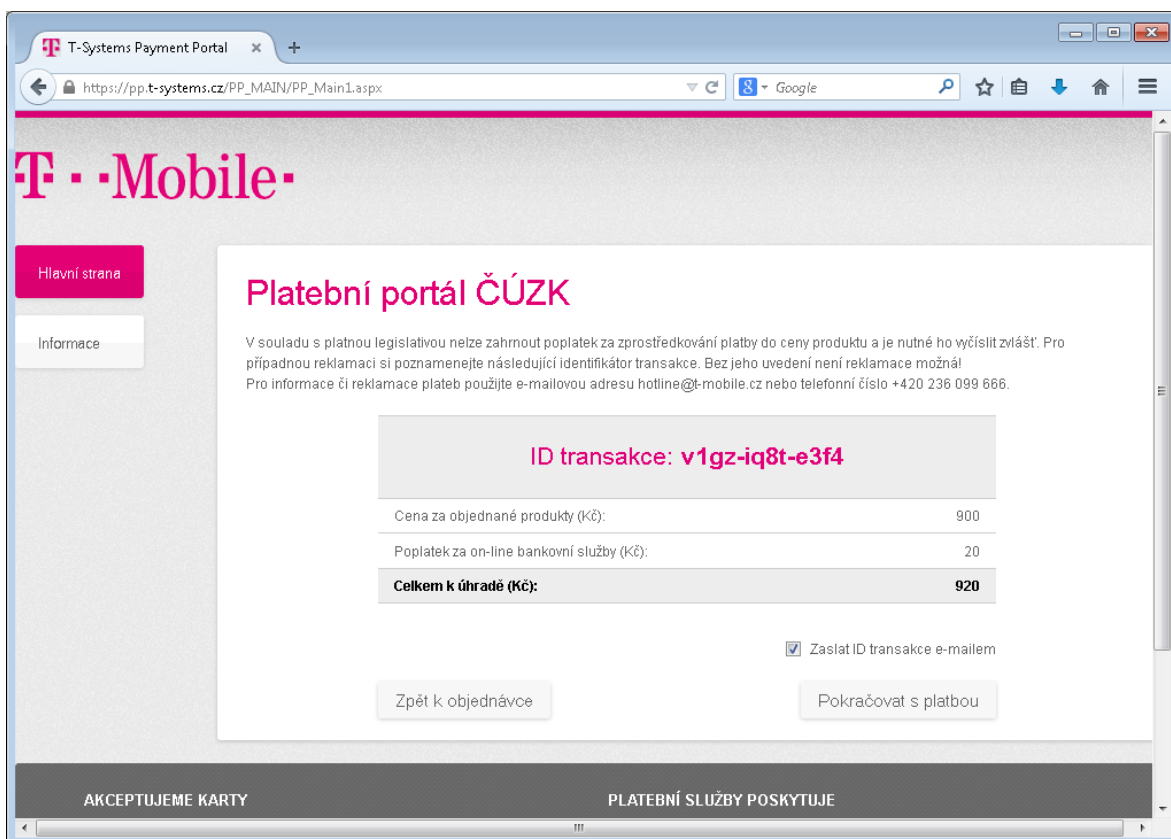 T-Systems Payment Portal
https://pp.t-systems.cz/PP_MAIN/PP_Main1.aspx
Google
T··Mobile·
Hlavní strana
Informace
Platební portál ČÚZK
V souladu s platnou legislativou nelze zahrnout poplatek za zprostředkování platby do ceny produktu a je nutné ho vyčíslit zvlášť. Pro
případnou reklamaci si poznamenejte následující identifikátor transakce. Bez jeho uvedení není reklamace možná!
Pro informace či reklamace plateb použijte e-mailovou adresu hotline@t-mobile.cz nebo telefonní číslo +420 236 099 666.
ID transakce: v1gz-iq8t-e3f4
Cena za objednané produkty (Kč): 900
Poplatek za on-line bankovní služby (Kč): 20
Celkem k úhradě (Kč): 920
Zaslat ID transakce e-mailem
Zpět k objednávce
Pokračovat s platbou
AKCEPTUJEME KARTY
PLATEBNÍ SLUŽBY POSKYTUJE